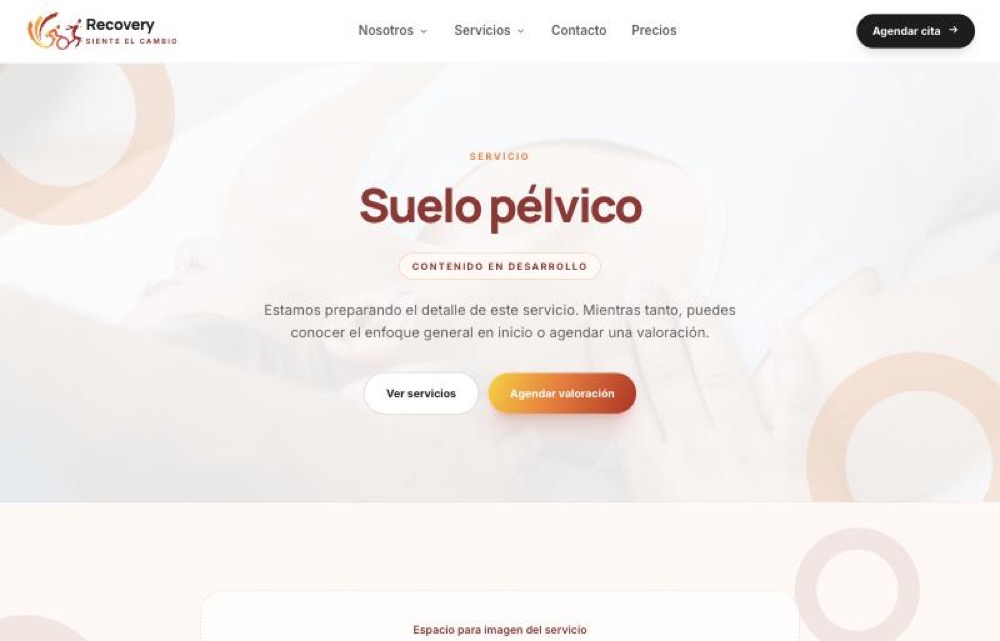 Recovery
SIENTE EL CAMBIO
Nosotros
Servicios
Contacto
Precios
Agendar cita
SERVICIO
Suelo pélvico
CONTENIDO EN DESARROLLO
Estamos preparando el detalle de este servicio. Mientras tanto, puedes
conocer el enfoque general en inicio o agendar una valoración.
Ver servicios
Agendar valoración
Espacio para imagen del servicio